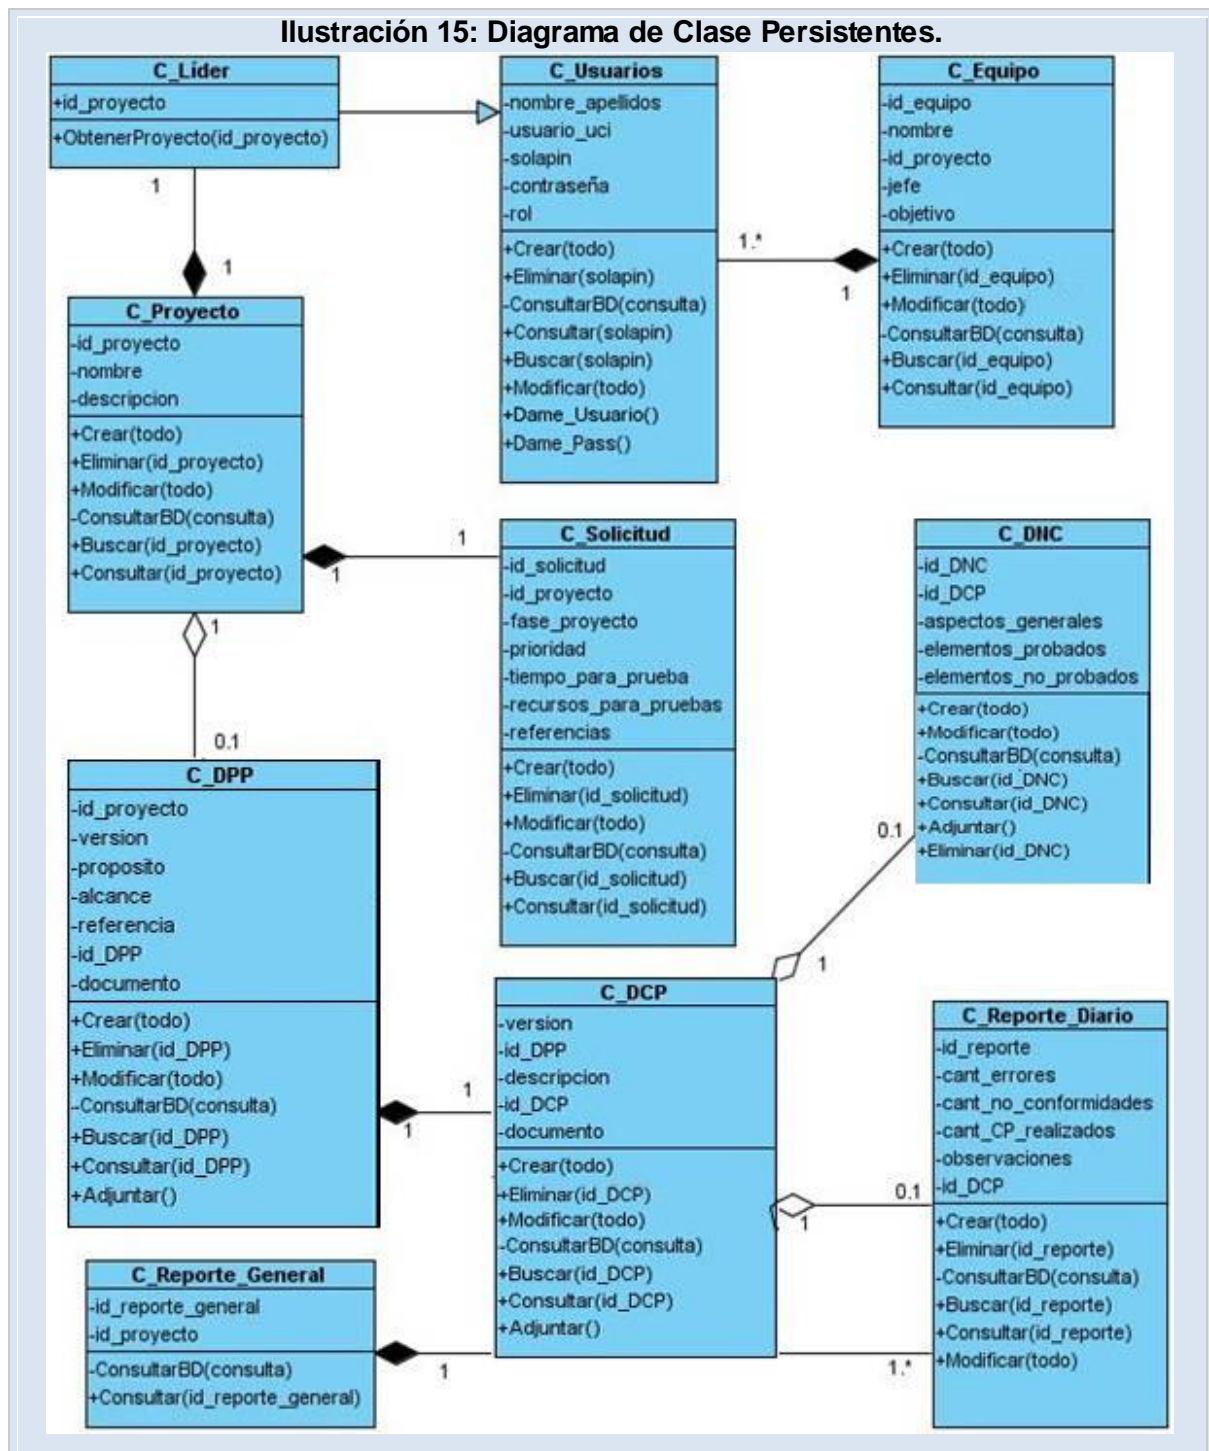 Ilustración 15: Diagrama de Clase Persistentes.
C_Líder
+id_proyecto
+ObtenerProyecto(id_proyecto)
1
1
C_Usuarios
-nombre_apellidos
-usuario_uci
-solapin
-contraseña
-rol
+Crear(todo)
+Eliminar(solapin)
-ConsultarBD(consulta)
+Consultar(solapin)
+Buscar(solapin)
+Modificar(todo)
+Dame_Usuario()
+Dame_Pass()
1.*
1
C_Equipo
-id_equipo
-nombre
-id_proyecto
-jefe
-objetivo
+Crear(todo)
+Eliminar(id_equipo)
+Modificar(todo)
-ConsultarBD(consulta)
+Buscar(id_equipo)
+Consultar(id_equipo)
C_Proyecto
-id_proyecto
-nombre
-descripcion
+Crear(todo)
+Eliminar(id_proyecto)
+Modificar(todo)
-ConsultarBD(consulta)
+Buscar(id_proyecto)
+Consultar(id_proyecto)
1
1
1
0.1
C_Solicitud
-id_solicitud
-id_proyecto
-fase_proyecto
-prioridad
-tiempo_para_prueba
-recursos_para_pruebas
-referencias
+Crear(todo)
+Eliminar(id_solicitud)
+Modificar(todo)
-ConsultarBD(consulta)
+Buscar(id_solicitud)
+Consultar(id_solicitud)
C_DNC
-id_DNC
-id_DCP
-aspectos_generales
-elementos_probados
-elementos_no_probados
+Crear(todo)
+Modificar(todo)
-ConsultarBD(consulta)
+Buscar(id_DNC)
+Consultar(id_DNC)
+Adjuntar()
+Eliminar(id_DNC)
0.1
1
C_DPP
-id_proyecto
-version
-proposito
-alcance
-referencia
-id_DPP
-documento
+Crear(todo)
+Eliminar(id_DPP)
+Modificar(todo)
-ConsultarBD(consulta)
+Buscar(id_DPP)
+Consultar(id_DPP)
+Adjuntar()
1
1
C_DCP
-version
-id_DPP
-descripcion
-id_DCP
-documento
+Crear(todo)
+Eliminar(id_DCP)
+Modificar(todo)
-ConsultarBD(consulta)
+Buscar(id_DCP)
+Consultar(id_DCP)
+Adjuntar()
0.1
1
C_Reporte_Diario
-id_reporte
-cant_errores
-cant_no_conformidades
-cant_CP_realizados
-observaciones
-id_DCP
+Crear(todo)
+Eliminar(id_reporte)
-ConsultarBD(consulta)
+Buscar(id_reporte)
+Consultar(id_reporte)
+Modificar(todo)
C_Reporte_General
-id_reporte_general
-id_proyecto
-ConsultarBD(consulta)
+Consultar(id_reporte_general)
1
1.*